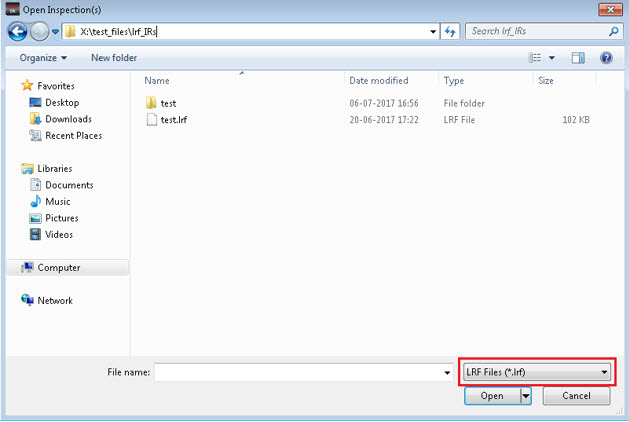 Open Inspection(s)
X:\test_files\lrf_IRs
Search lrf_IRs
Organize New folder
Name Date modified Type Size
Favorites
Desktop
Downloads
Recent Places
Libraries
Documents
Music
Pictures
Videos
Computer
Network
test 06-07-2017 16:56 File folder
test.lrf 20-06-2017 17:22 LRF File 102 KB
File name:
LRF Files (*.lrf)
Open Cancel